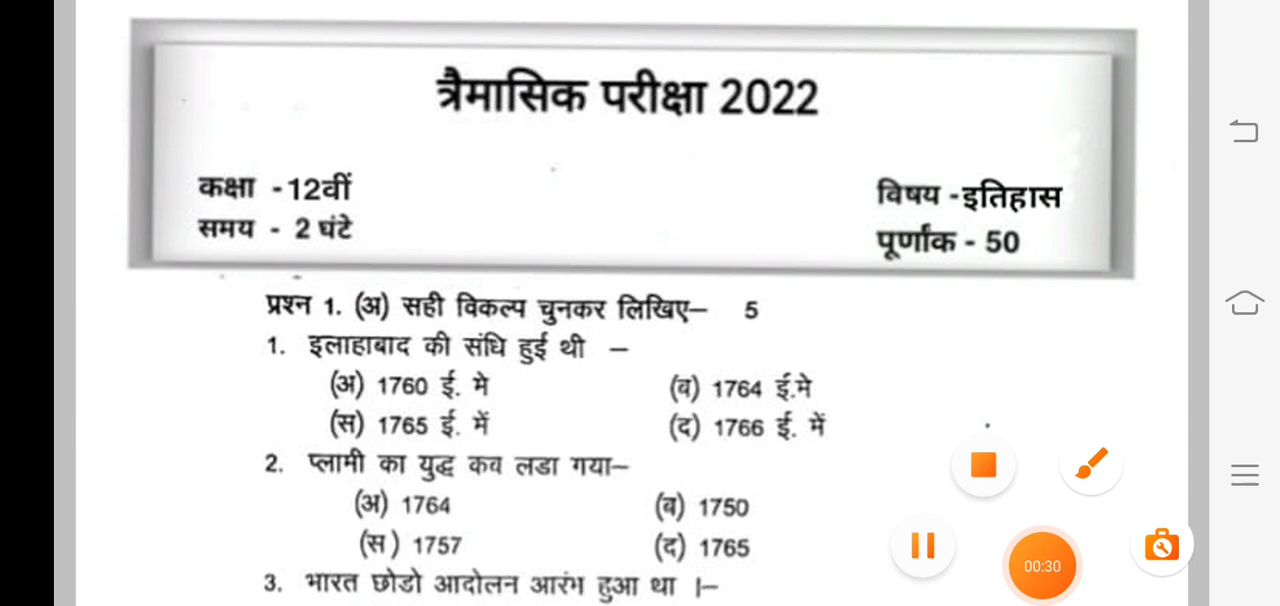 त्रैमासिक परीक्षा 2022
कक्षा - 12वीं
विषय - इतिहास
समय - 2 घंटे
पूर्णांक - 50
प्रश्न 1. (अ) सही विकल्प चुनकर लिखिए– 5
1. इलाहाबाद की संधि हुई थी –
(अ) 1760 ई. मे (ब) 1764 ई.मे
(स) 1765 ई. में (द) 1766 ई. में
2. प्लामी का युद्ध कव लडा गया–
(अ) 1764 (ब) 1750
(स) 1757 (द) 1765
3. भारत छोडो आदोलन आरंभ हुआ था ।–
00:30